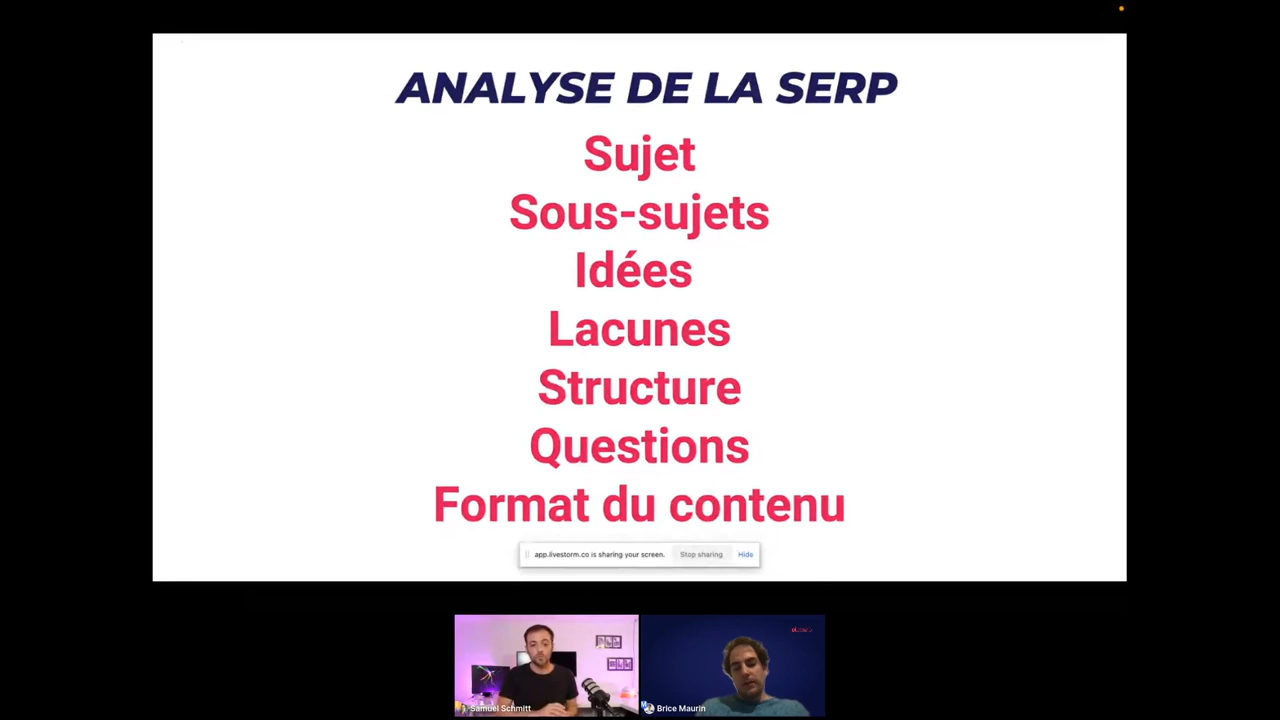 ANALYSE DE LA SERP
Sujet
Sous-sujets
Idées
Lacunes
Structure
Questions
Format du contenu
app.livestorm.co is sharing your screen. Stop sharing Hide
Samuel Schmitt
Brice Maurin